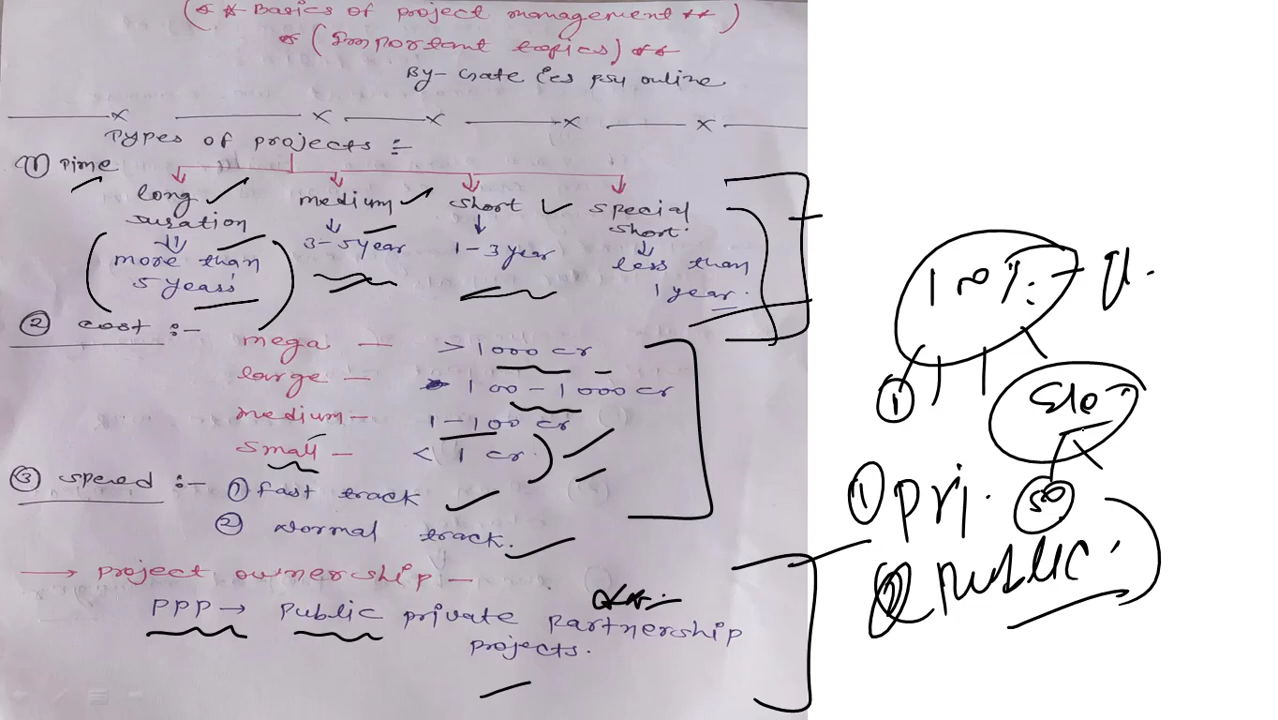 (** Basics of project management **)
* (Important topics) **
By- Gate ies psu online
Types of projects :-
① Time
long duration
more than 5 years
medium
3-5 year
short
1-3 year
special short
less than 1 year.
② cost :-
mega — > 1000 cr
large — 100 - 1000 cr
medium - 1-100 cr
small - < 1 cr.
③ speed :- ① fast track
② Normal track.
→ project ownership -
PPP → Public private partnership
projects.
100%
①
50
① prj.
② Public